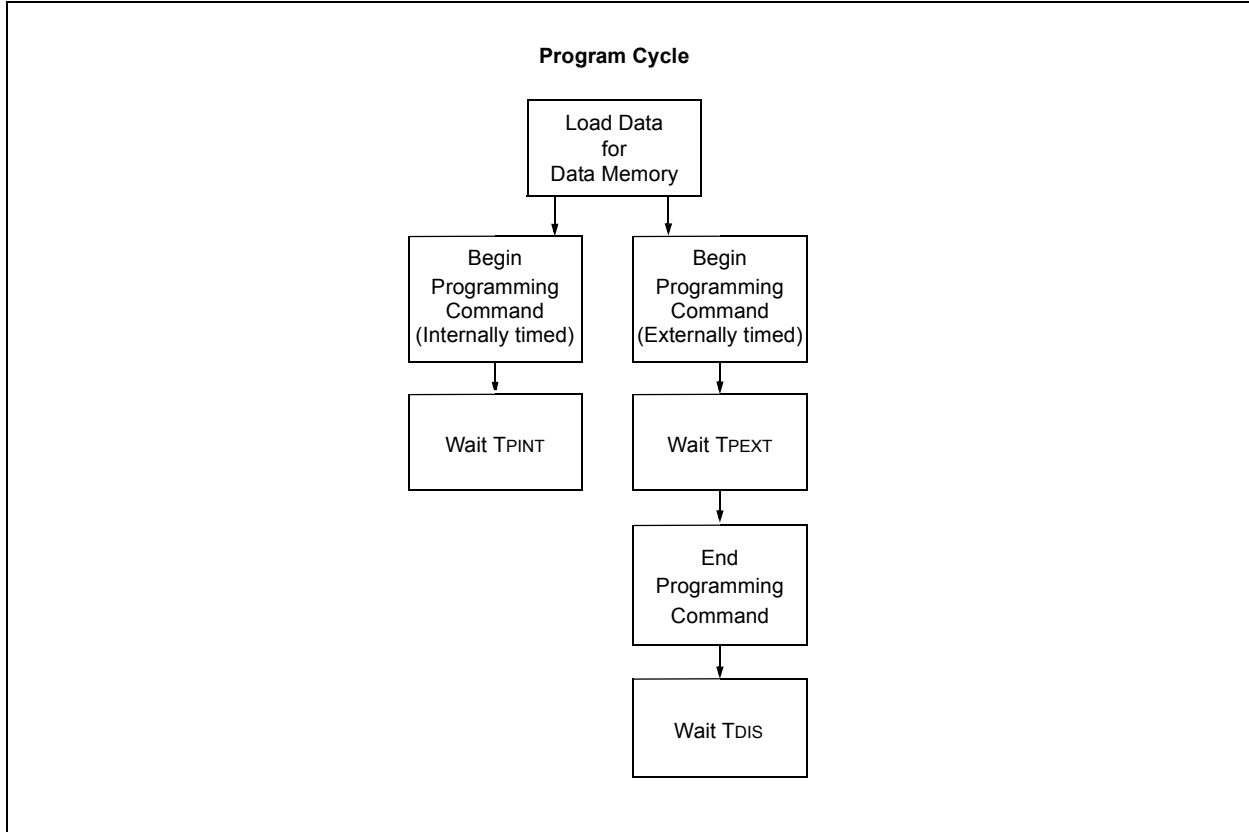 Program Cycle
Load Data
for
Data Memory
Begin
Programming
Command
(Internally timed)
Begin
Programming
Command
(Externally timed)
Wait TPINT
Wait TPEXT
End
Programming
Command
Wait TDIS